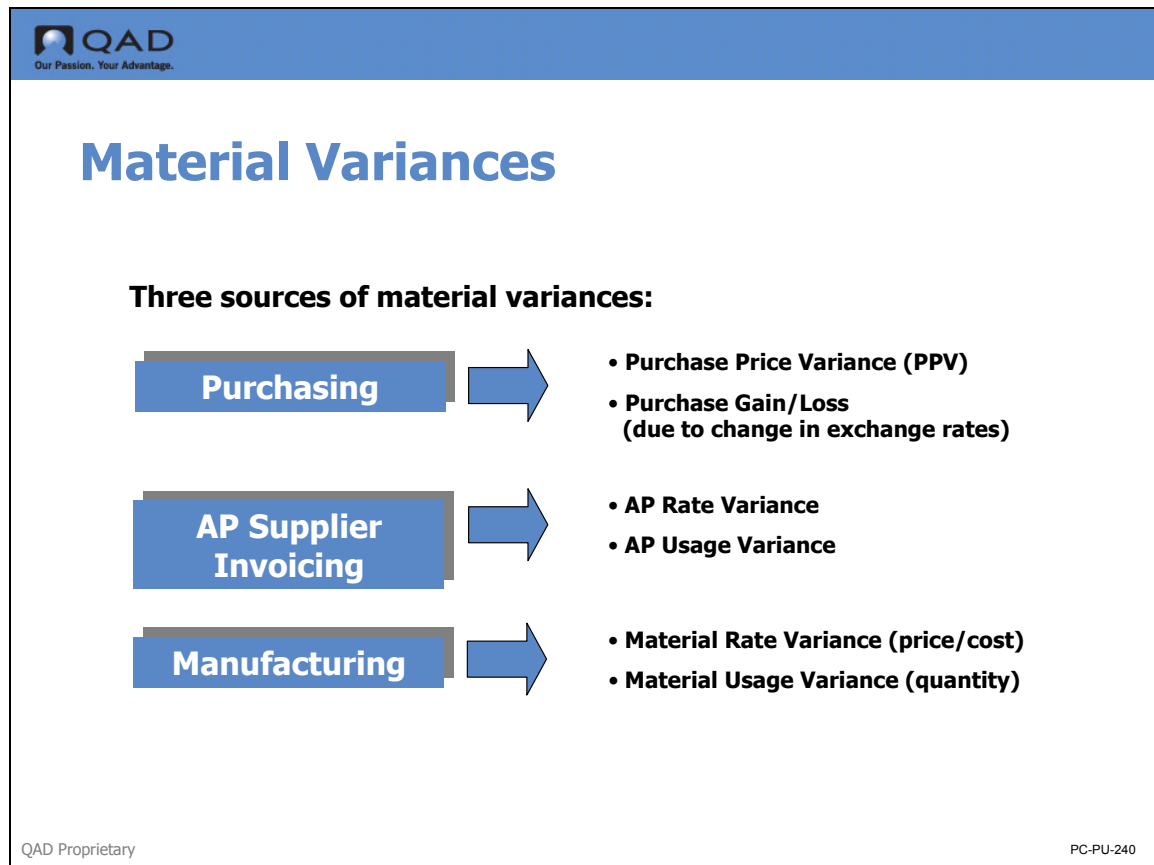 QAD
Our Passion. Your Advantage.
Material Variances
Three sources of material variances:
Purchasing
• Purchase Price Variance (PPV)
• Purchase Gain/Loss
(due to change in exchange rates)
AP Supplier
Invoicing
• AP Rate Variance
• AP Usage Variance
Manufacturing
• Material Rate Variance (price/cost)
• Material Usage Variance (quantity)
QAD Proprietary
PC-PU-240